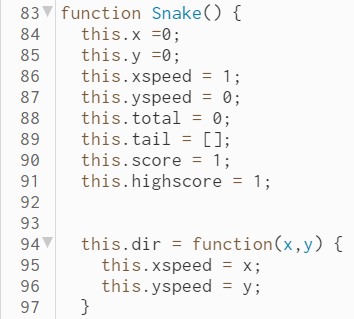 83 function Snake() {
84 this.x =0;
85 this.y =0;
86 this.xspeed = 1;
87 this.yspeed = 0;
88 this.total = 0;
89 this.tail = [];
90 this.score = 1;
91 this.highscore = 1;
92
93
94 this.dir = function(x,y) {
95 this.xspeed = x;
96 this.yspeed = y;
97 }